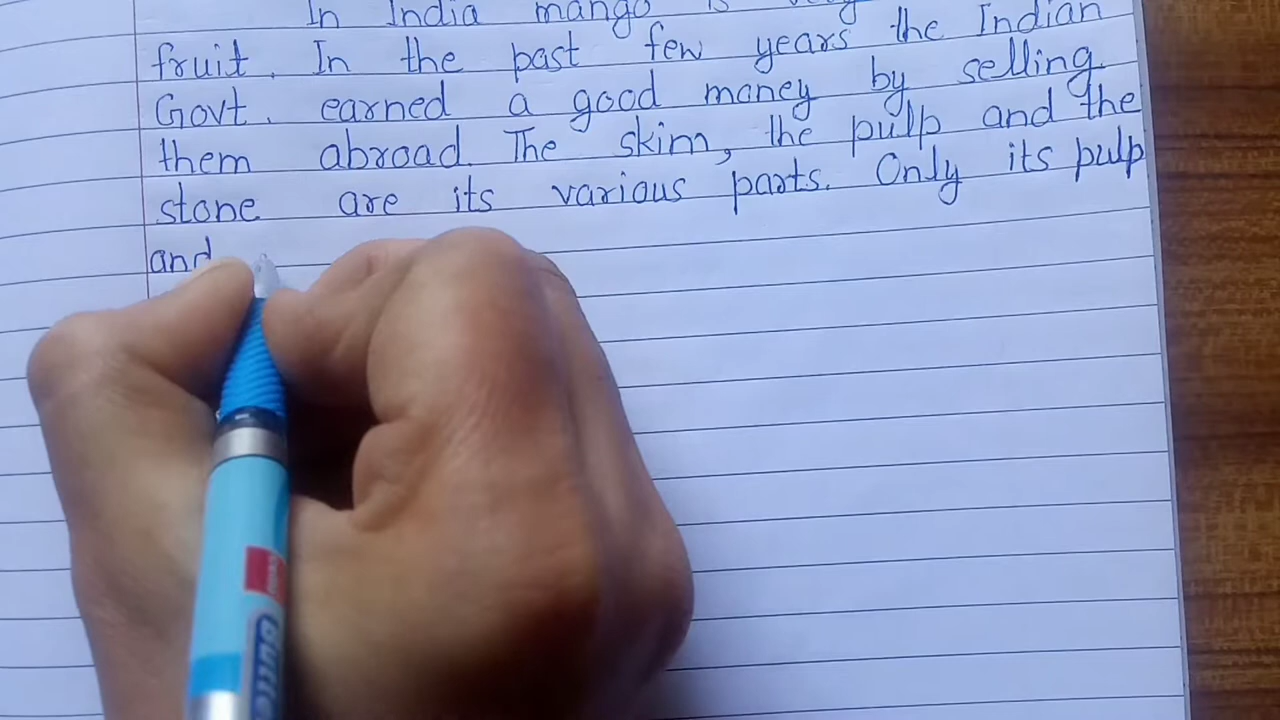 In India mango is
fruit. In the past few years the Indian
Govt. earned a good money by selling
them abroad. The skim, the pulp and the
stone are its various parts. Only its pulp
and